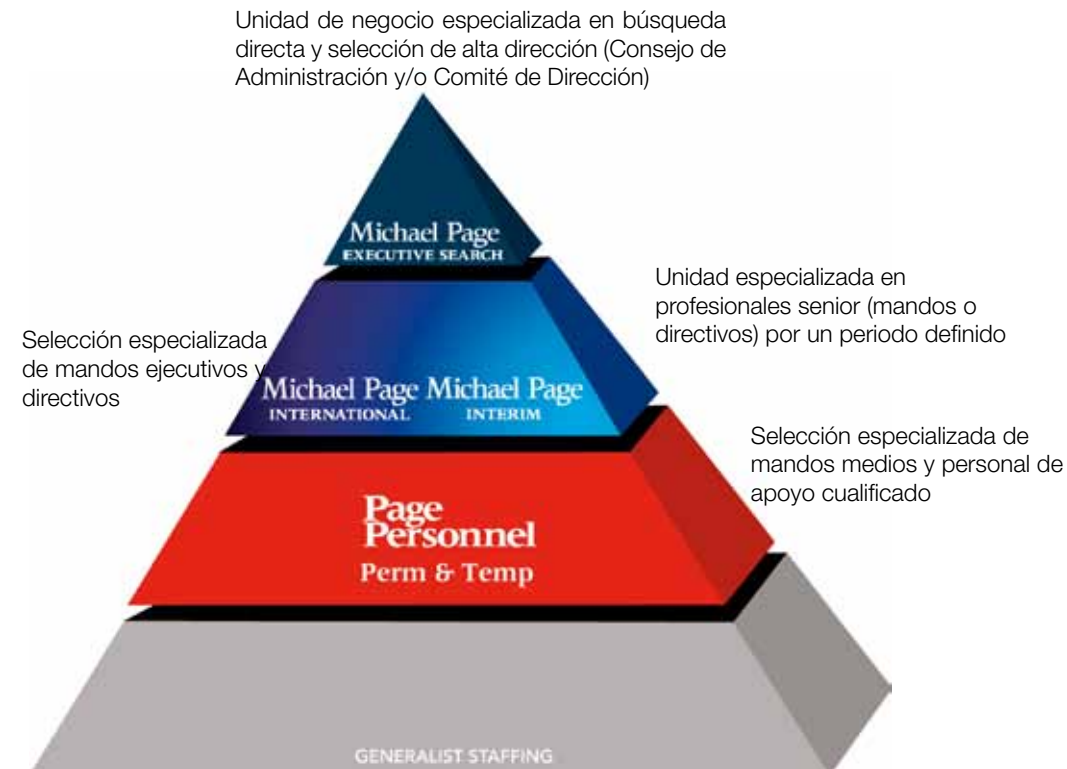 Unidad de negocio especializada en búsqueda
directa y selección de alta dirección (Consejo de
Administración y/o Comité de Dirección)
Michael Page
EXECUTIVE SEARCH
Unidad especializada en
profesionales senior (mandos o
directivos) por un periodo definido
Selección especializada
de mandos ejecutivos y
directivos
Michael Page
INTERNATIONAL
Michael Page
INTERIM
Selección especializada de
mandos medios y personal de
apoyo cualificado
Page
Personnel
Perm & Temp
GENERALIST STAFFING